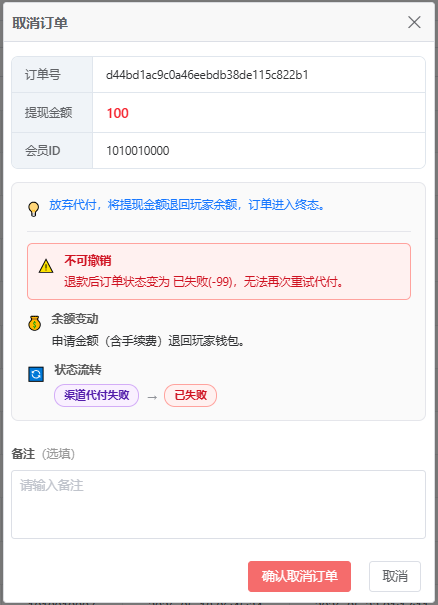 取消订单
订单号 d44bd1ac9c0a46eebdb38de115c822b1
提现金额 100
会员ID 1010010000
放弃代付，将提现金额退回玩家余额，订单进入终态。
不可撤销
退款后订单状态变为 已失败(-99)，无法再次重试代付。
余额变动
申请金额（含手续费）退回玩家钱包。
状态流转
渠道代付失败 → 已失败
备注（选填）
请输入备注
确认取消订单 取消